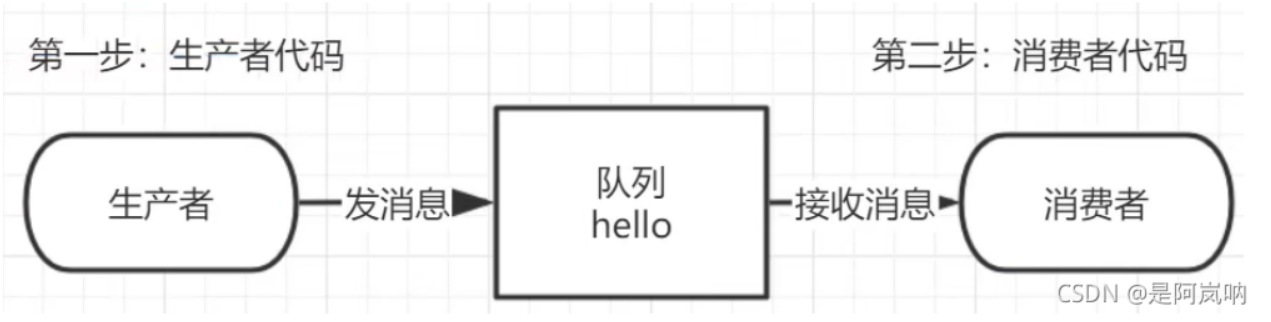 第一步：生产者代码
第二步：消费者代码
生产者
发消息
队列
hello
接收消息
消费者
CSDN @是阿岚呐